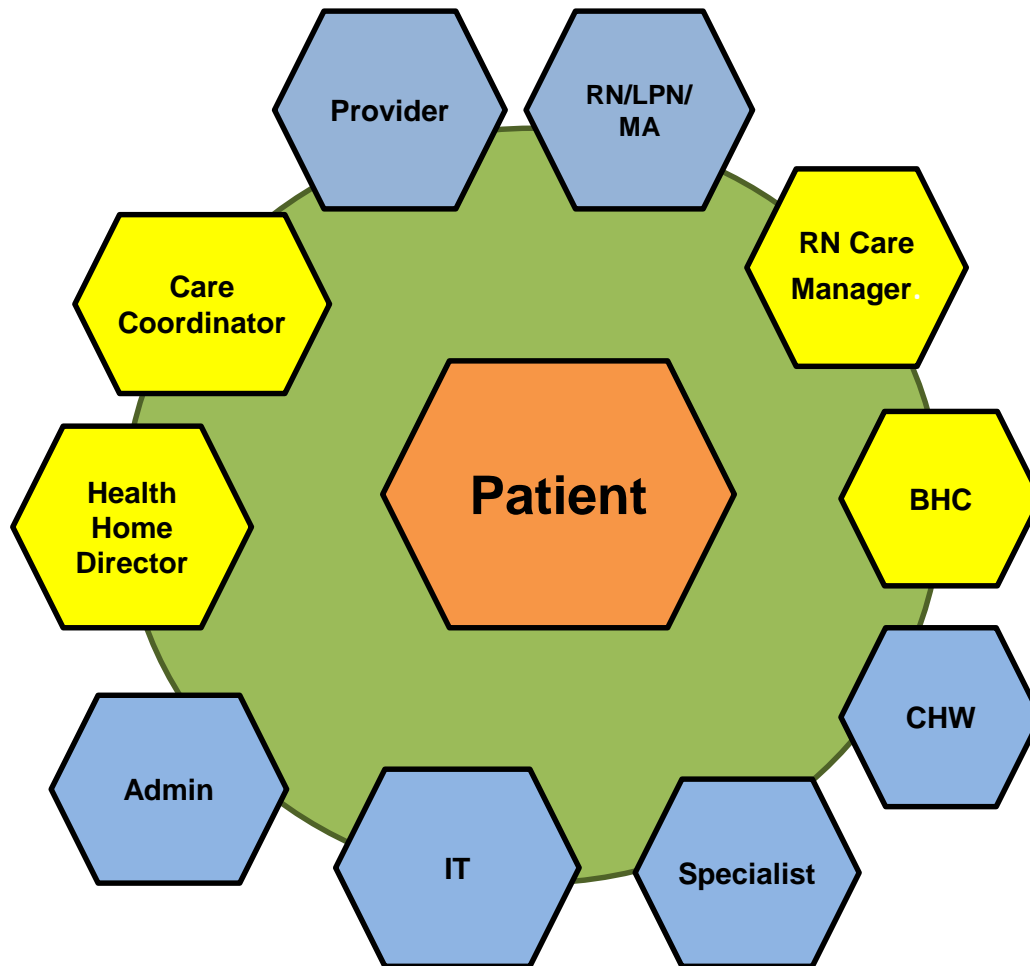 Provider
RN/LPN/
MA
RN Care
Manager.
Care
Coordinator
Patient
Health
Home
Director
BHC
CHW
Admin
IT
Specialist